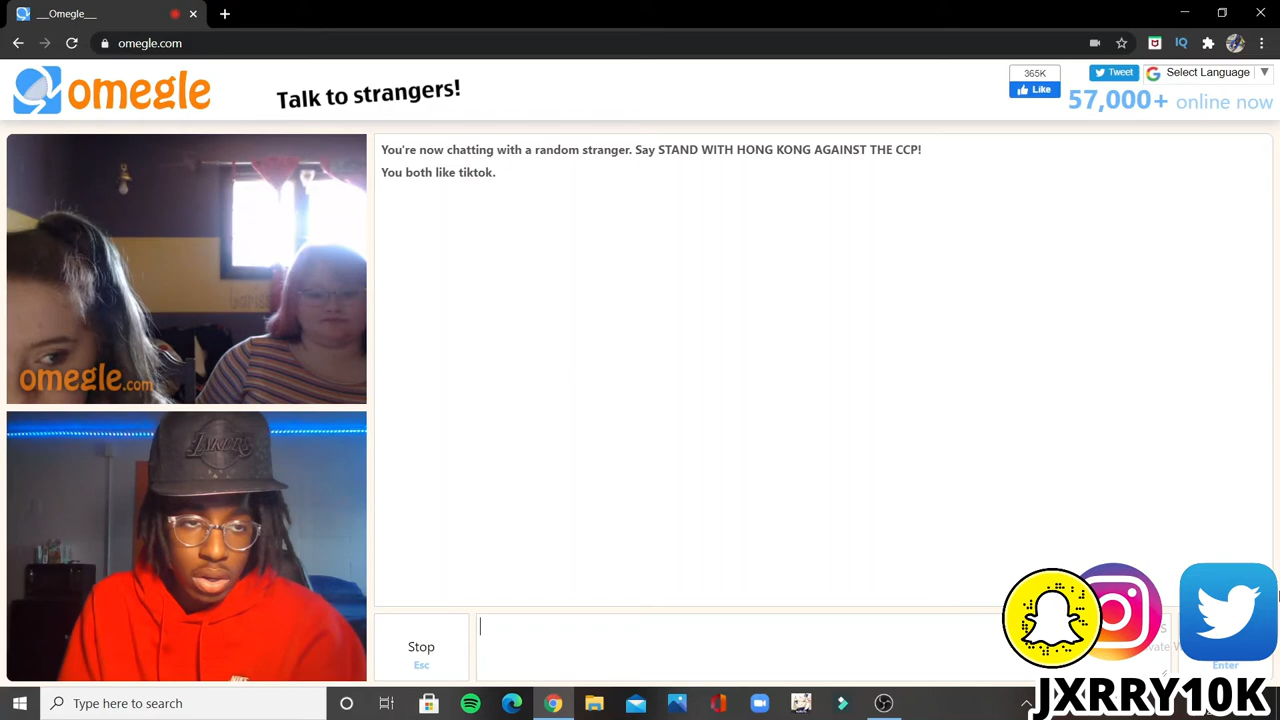 __Omegle__
omegle.com
omegle
Talk to strangers!
365K
Like
Tweet
Select Language
57,000+ online now
You're now chatting with a random stranger. Say STAND WITH HONG KONG AGAINST THE CCP!
You both like tiktok.
omegle.com
LAKERS
NIKE
Stop
Esc
Enter
JXRRY10K
Type here to search